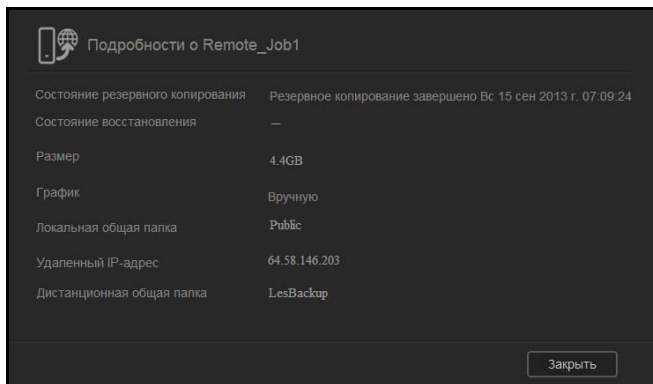 Подробности о Remote_Job1
Состояние резервного копирования Резервное копирование завершено Вс 15 сен 2013 г. 07:09:24
Состояние восстановления —
Размер 4.4GB
График Вручную
Локальная общая папка Public
Удаленный IP-адрес 64.58.146.203
Дистанционная общая папка LesBackup
Закрыть